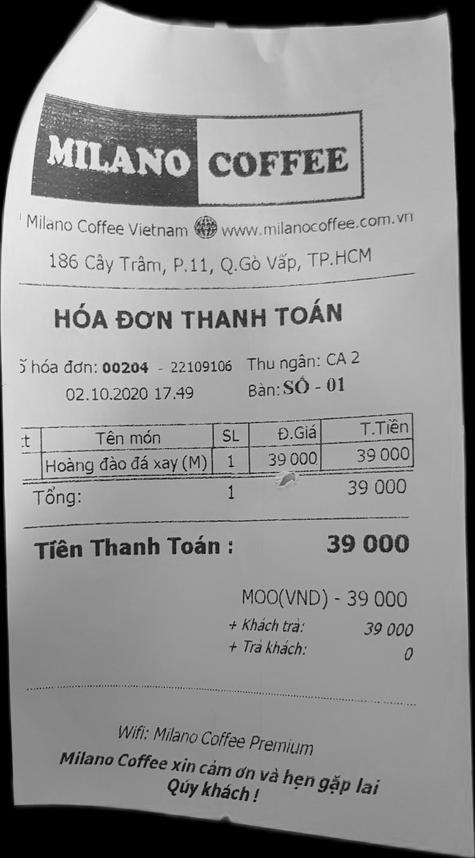 MILANO COFFEE
Milano Coffee Vietnam www.milanocoffee.com.vn
186 Cây Trâm, P.11, Q.Gò Vấp, TP.HCM
HÓA ĐƠN THANH TOÁN
ố hóa đơn: 00204 - 22109106 Thu ngân: CA 2
02.10.2020 17.49 Bàn: SỐ - 01
t Tên món SL Đ.Giá T.Tiền
Hoàng đào đá xay (M) 1 39 000 39 000
Tổng: 1 39 000
Tiền Thanh Toán : 39 000
MOO(VND) - 39 000
+ Khách trả: 39 000
+ Trả khách: 0
Wifi: Milano Coffee Premium
Milano Coffee xin cảm ơn và hẹn gặp lại
Qúy khách !